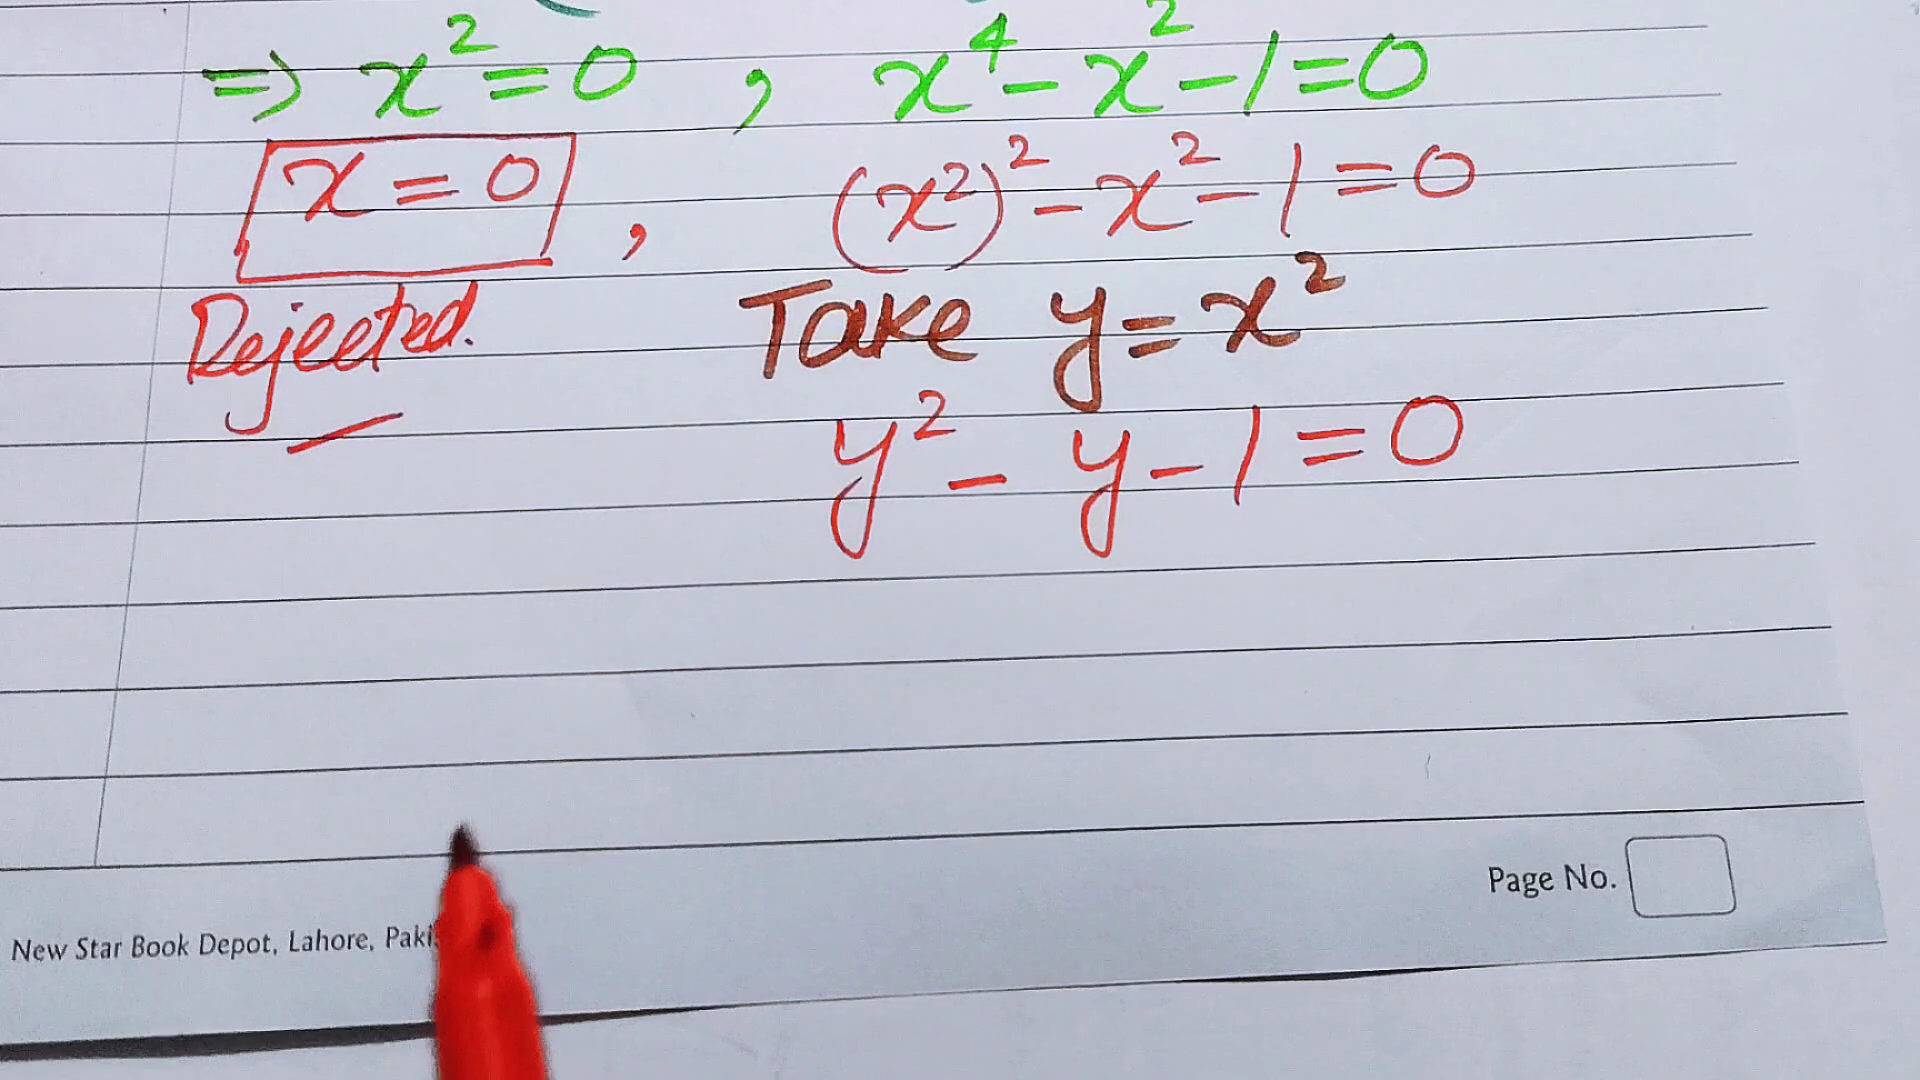 ⇒ x² = 0 , x⁴ - x² - 1 = 0
x = 0 , (x²)² - x² - 1 = 0
Rejected. Take y = x²
y² - y - 1 = 0
Page No.
New Star Book Depot, Lahore,